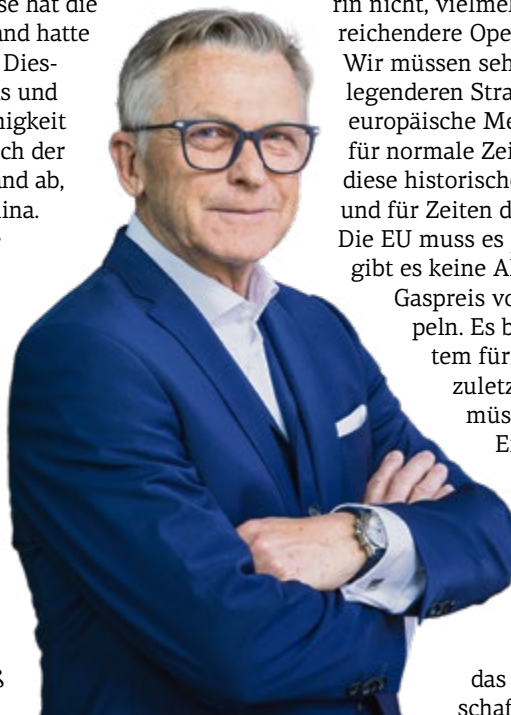 se hat die
and hatte
Dies-
s und
nigkeit
ch der
and ab,
ina.
rin nicht, vielmeh
reichendere Ope
Wir müssen seh
legenderen Stra
europäische Me
für normale Zei
diese historisch
und für Zeiten d
Die EU muss es
gibt es keine Al
Gaspreis vo
peln. Es b
tem für
zuletz
müs
E
das
schaf